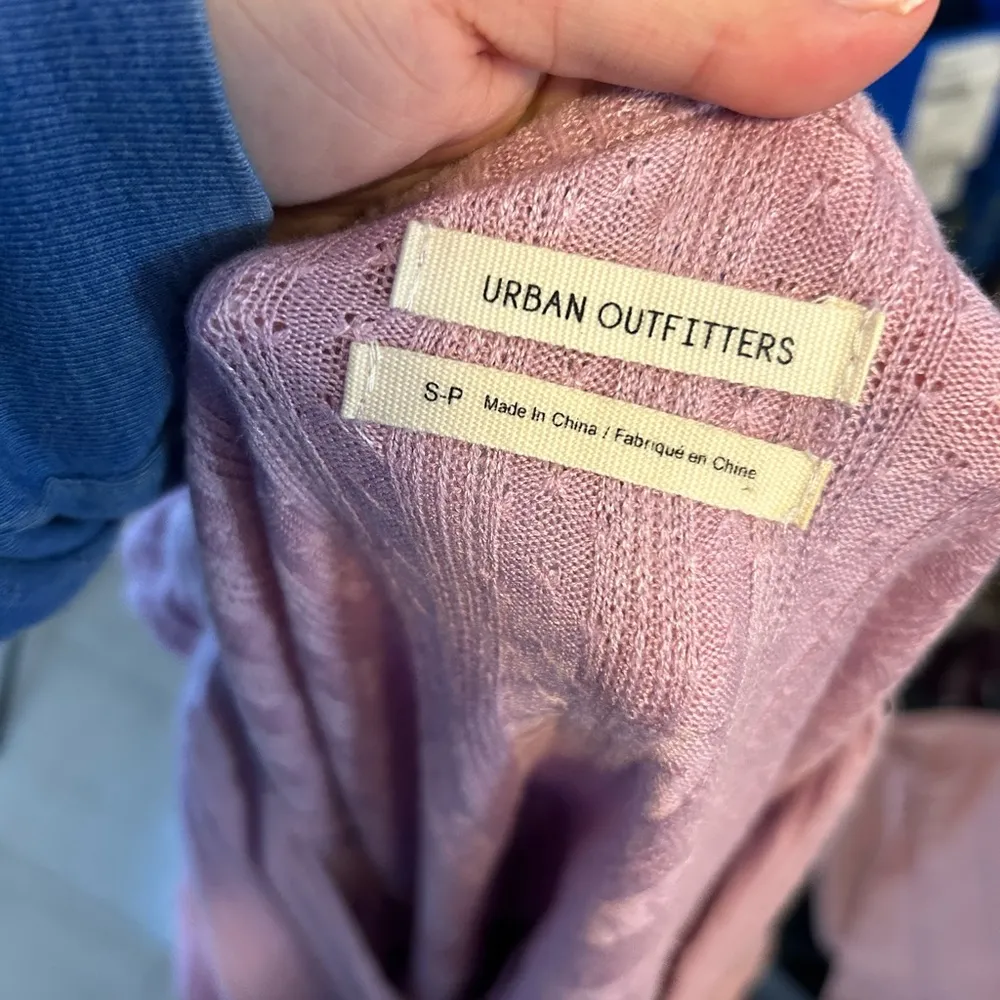 URBAN OUTFITTERS
S-P Made In China / Fabriqué en Chine